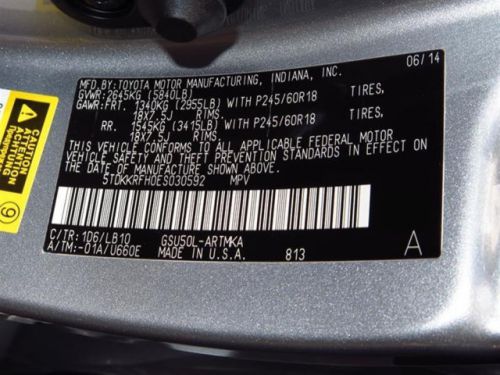 MFD. BY: TOYOTA MOTOR MANUFACTURING, INDIANA, INC. 06/14
GVWR: 2645KG (5840LB)
GAWR: FRT. 1340KG (2955LB) WITH P245/60R18 TIRES,
18X7.5J RIMS.
RR. 1545KG (3415LB) WITH P245/60R18 TIRES,
18X7.5J RIMS.
THIS VEHICLE CONFORMS TO ALL APPLICABLE FEDERAL MOTOR
VEHICLE SAFETY STANDARDS IN EFFECT ON
THE DATE OF MANUFACTURE SHOWN ABOVE.
5TDKKRFH0ES030592 MPV
C/TR: 1D6/LB10 GSU50L-ARTMKA A
A/TM: -01A/U660E MADE IN U.S.A. 813
CAUTION
ATTENTION
ACHTUNG
9